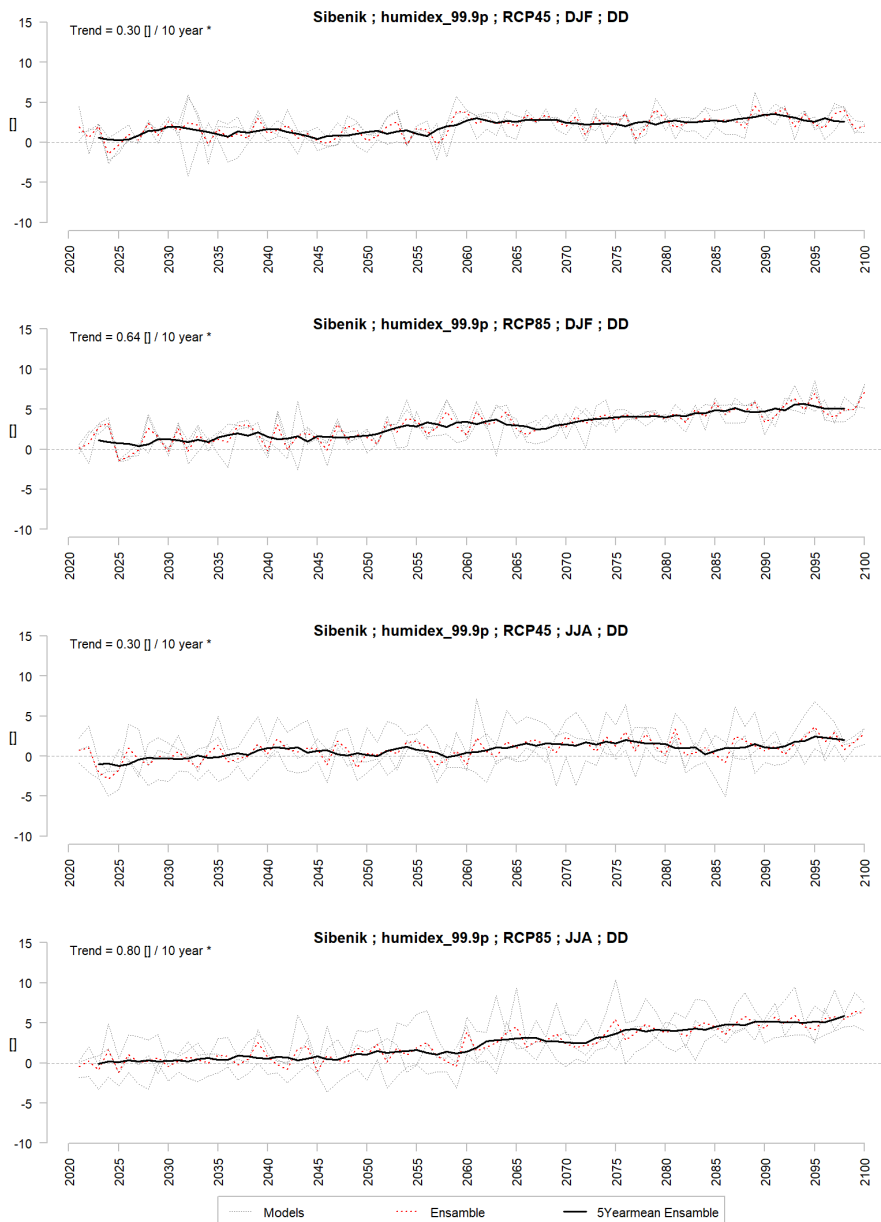 Sibenik ; humidex_99.9p ; RCP45 ; DJF ; DD
Trend = 0.30 [] / 10 year *
15
10
5
0
-5
-10
[]
2020 2025 2030 2035 2040 2045 2050 2055 2060 2065 2070 2075 2080 2085 2090 2095 2100
Sibenik ; humidex_99.9p ; RCP85 ; DJF ; DD
Trend = 0.64 [] / 10 year *
15
10
5
0
-5
-10
[]
2020 2025 2030 2035 2040 2045 2050 2055 2060 2065 2070 2075 2080 2085 2090 2095 2100
Sibenik ; humidex_99.9p ; RCP45 ; JJA ; DD
Trend = 0.30 [] / 10 year *
15
10
5
0
-5
-10
[]
2020 2025 2030 2035 2040 2045 2050 2055 2060 2065 2070 2075 2080 2085 2090 2095 2100
Sibenik ; humidex_99.9p ; RCP85 ; JJA ; DD
Trend = 0.80 [] / 10 year *
15
10
5
0
-5
-10
[]
2020 2025 2030 2035 2040 2045 2050 2055 2060 2065 2070 2075 2080 2085 2090 2095 2100
Models Ensamble 5Yearmean Ensamble